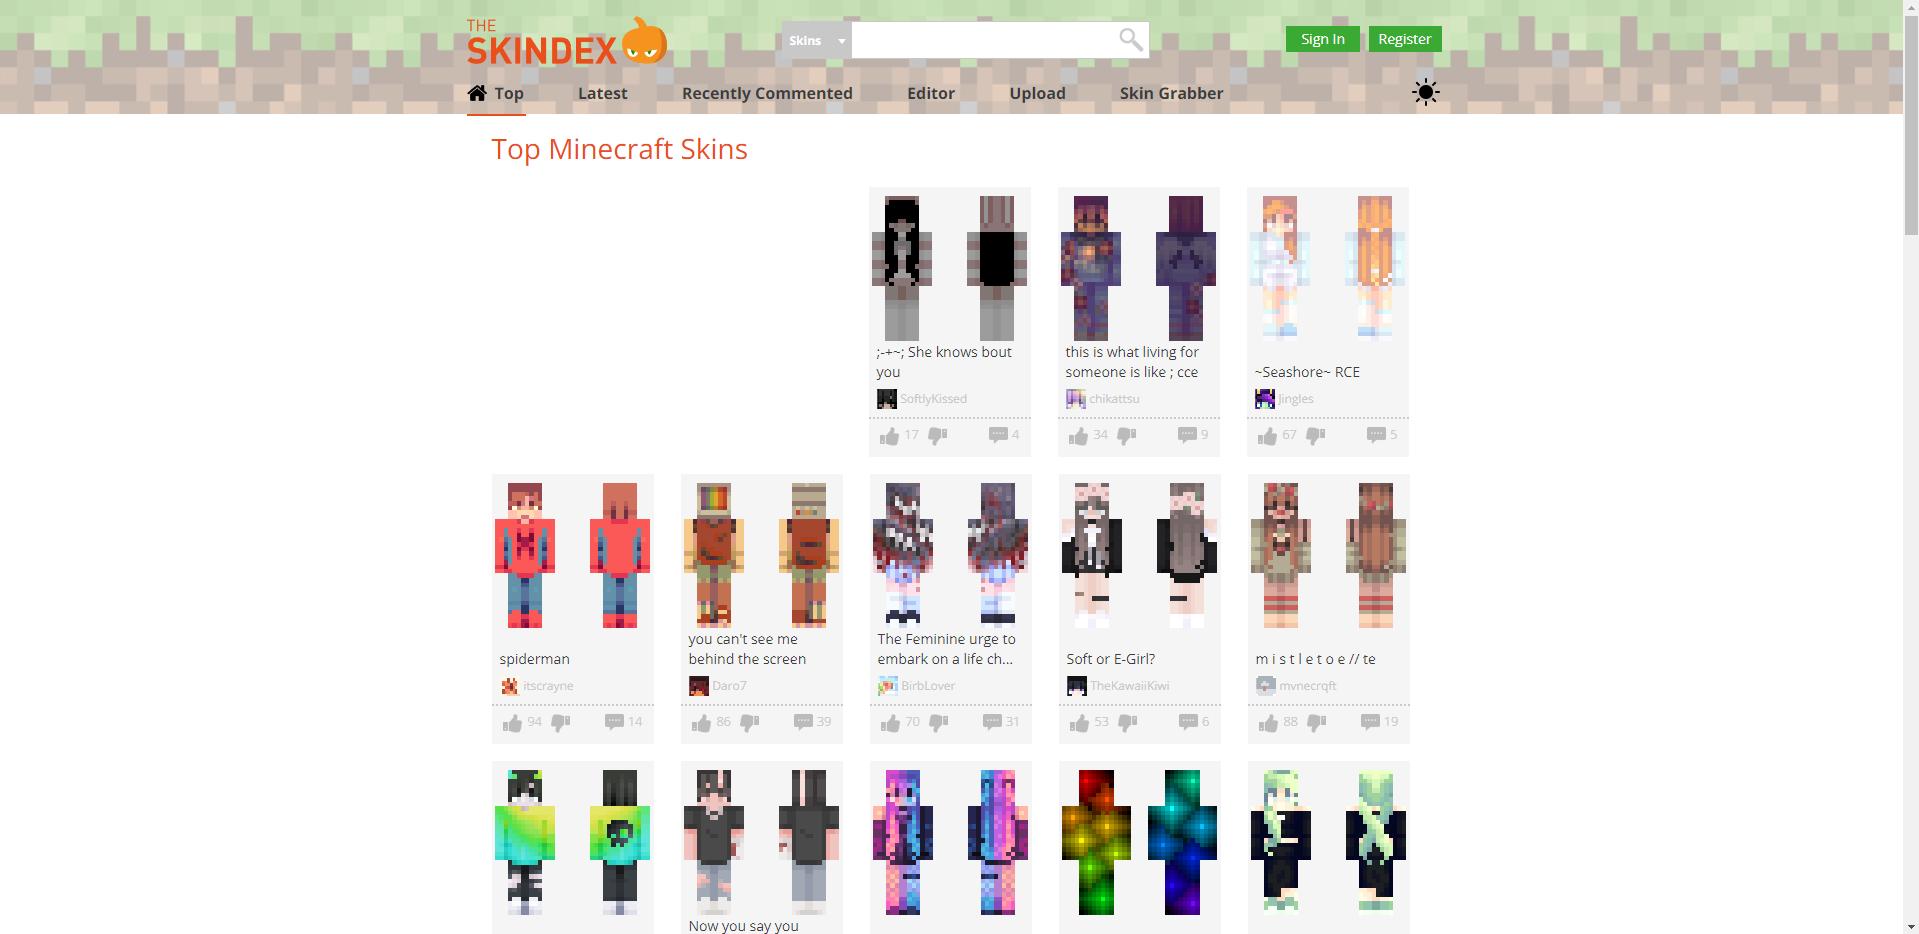 THE
SKINDEX
Skins
Sign In
Register
Top
Latest
Recently Commented
Editor
Upload
Skin Grabber
Top Minecraft Skins
;-+~; She knows bout
you
SoftlyKissed
17
4
this is what living for
someone is like ; cce
chikattsu
34
9
~Seashore~ RCE
Jingles
67
5
spiderman
itscrayne
94
14
you can't see me
behind the screen
Daro7
86
39
The Feminine urge to
embark on a life ch...
BirbLover
70
31
Soft or E-Girl?
TheKawaiiKiwi
53
6
m i s t l e t o e // te
mvnecrqft
88
19
Now you say you